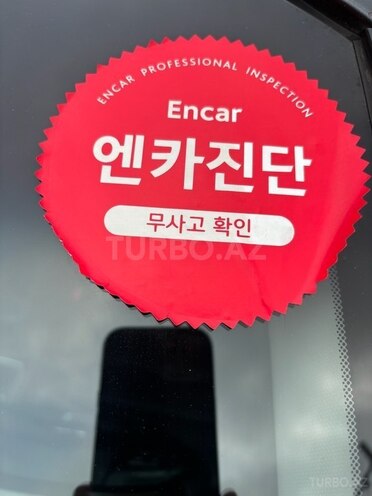 ENCAR PROFESSIONAL INSPECTION
Encar
엔카진단
무사고 확인
TURBO.AZ
TURBO.AZ